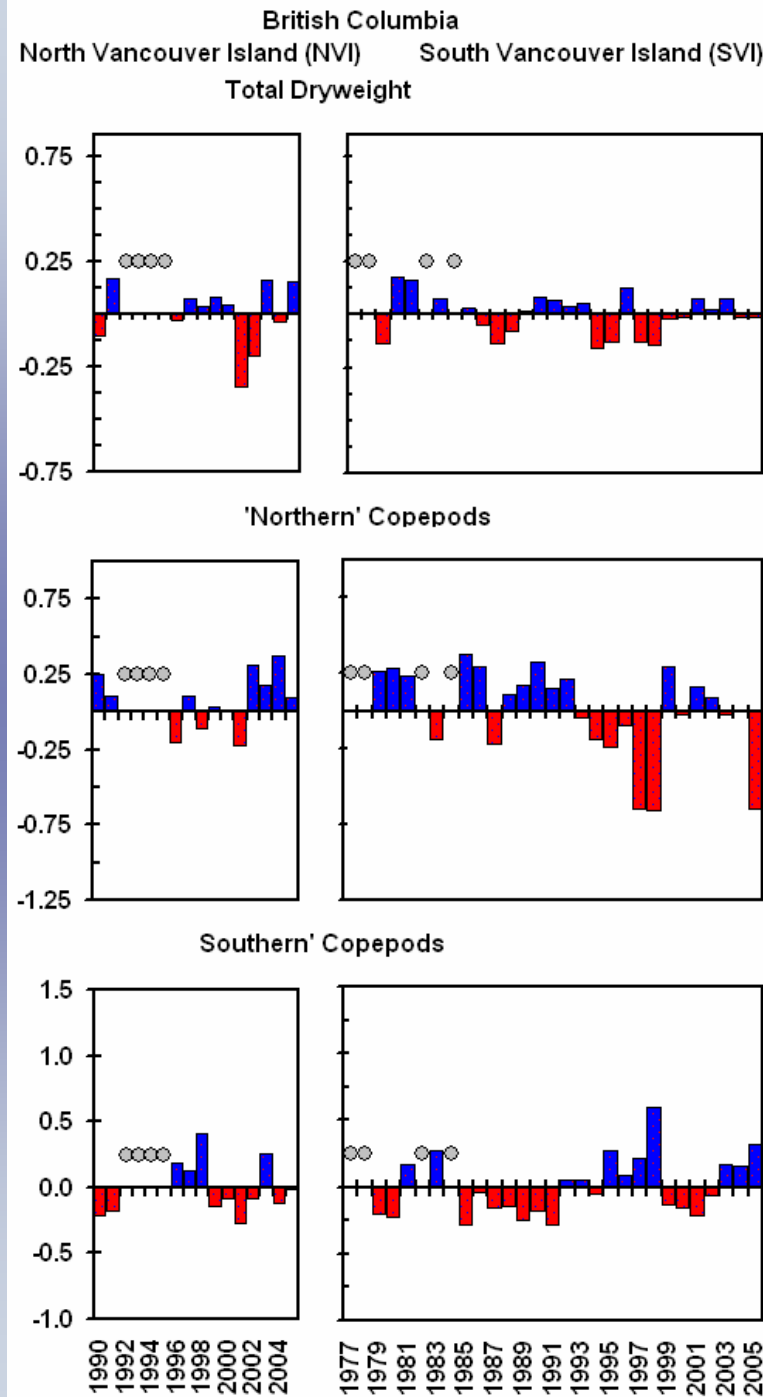 British Columbia
North Vancouver Island (NVI) South Vancouver Island (SVI)
Total Dryweight
0.75
0.25
-0.25
-0.75
'Northern' Copepods
0.75
0.25
-0.25
-0.75
-1.25
Southern' Copepods
1.5
1.0
0.5
0.0
-0.5
-1.0
1990 1992 1994 1996 1998 2000 2002 2004 1977 1979 1981 1983 1985 1987 1989 1991 1993 1995 1997 1999 2001 2003 2005